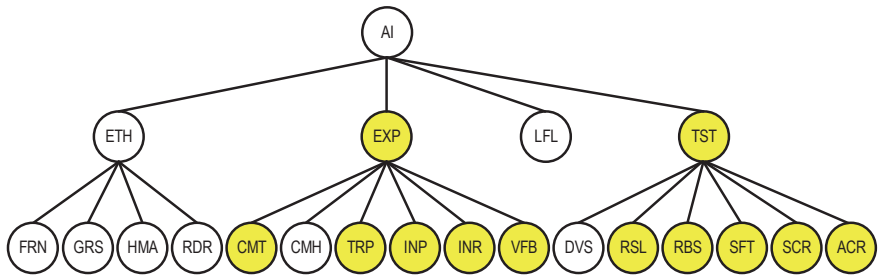 AI
ETH EXP LFL TST
FRN GRS HMA RDR CMT CMH TRP INP INR VFB DVS RSL RBS SFT SCR ACR